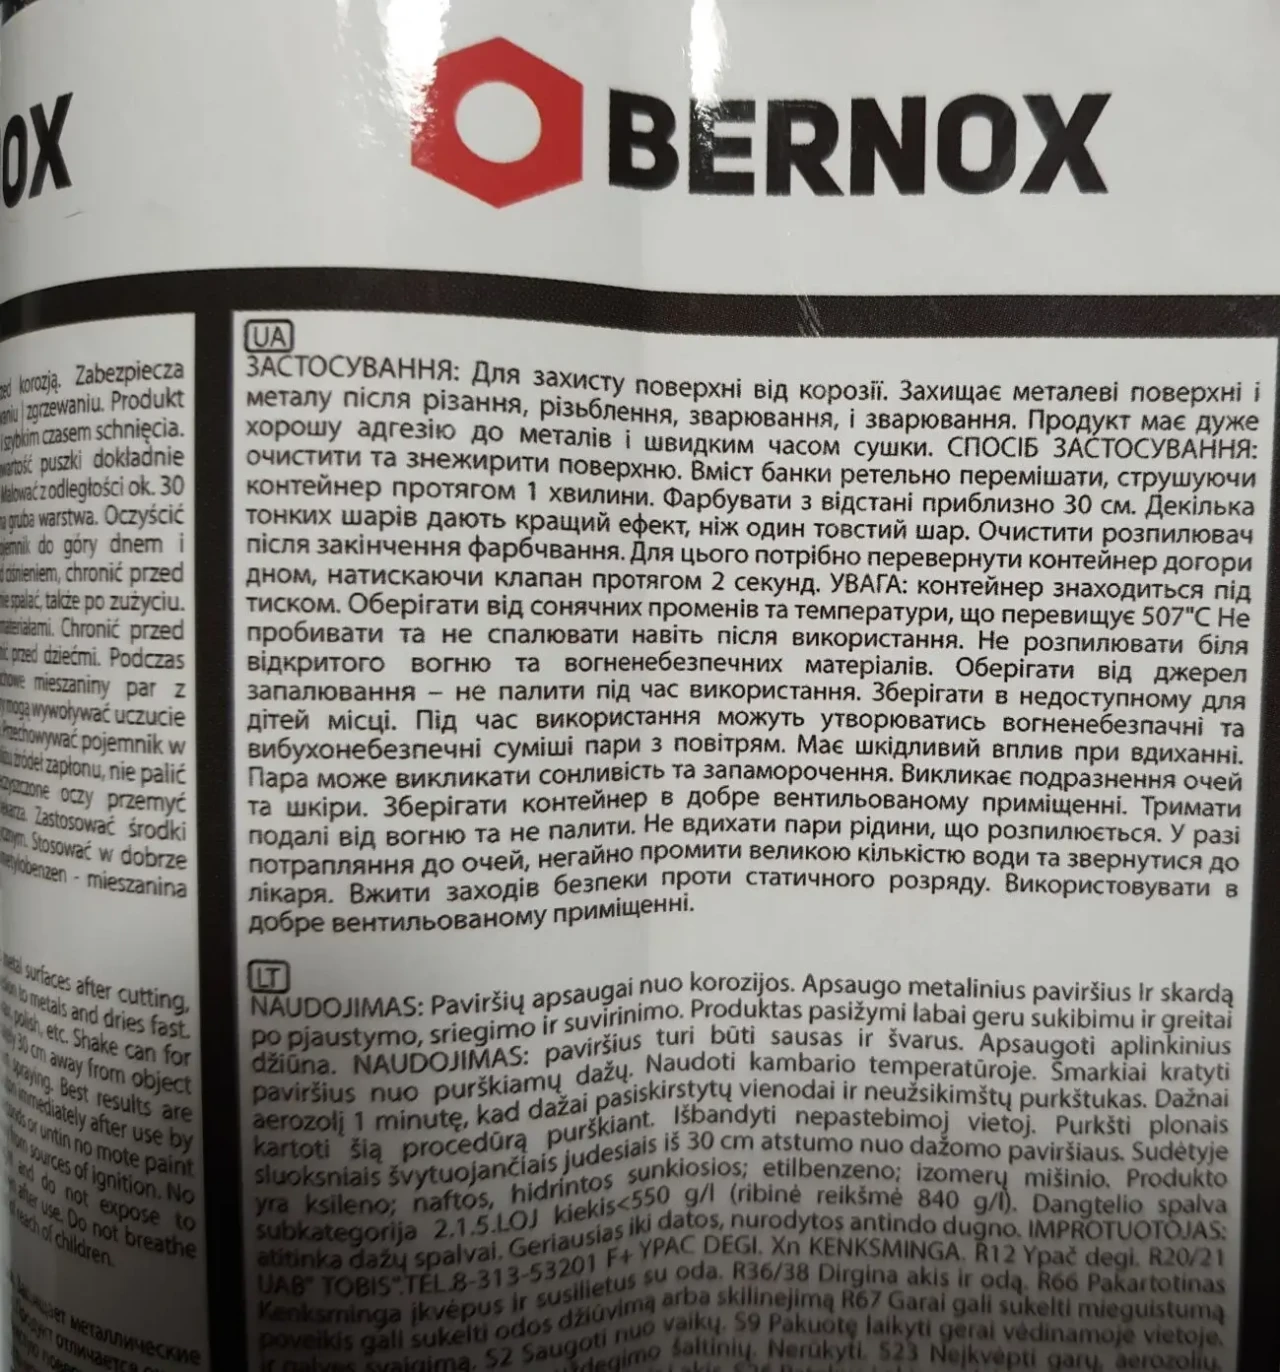 OX
BERNOX
korozją. Zabezpiecza
zgrzewaniu. Produkt
szybkim czasem schnięcia.
puszki dokładnie
Malować z odległości ok. 30
gruba warstwa. Oczyścić
do góry dnem i
ciśnieniem, chronić przed
spalać, także po zużyciu.
materiałami. Chronić przed
przed dziećmi. Podczas
mieszaniny par z
mogą wywoływać uczucie
Przechowywać pojemnik w
źródeł zapłonu, nie palić
oczy przemyć
Zastosować środki
Stosować w dobrze
- mieszanina
metal surfaces after cutting,
to metals and dries fast.
polish, etc. Shake can for
30 cm away from object
spraying. Best results are
immediately after use by
or untin no mote paint
sources of ignition. No
and do not expose to
after use. Do not breathe
reach of children.
металлические
отличается
UA
ЗАСТОСУВАННЯ: Для захисту поверхні від корозії. Захищає металеві поверхні і
металу після різання, різьблення, зварювання, і зварювання. Продукт має дуже
хорошу адгезію до металів і швидким часом сушки. СПОСІБ ЗАСТОСУВАННЯ:
очистити та знежирити поверхню. Вміст банки ретельно перемішати, струшуючи
контейнер протягом 1 хвилини. Фарбувати з відстані приблизно 30 см. Декілька
тонких шарів дають кращий ефект, ніж один товстий шар. Очистити розпилювач
після закінчення фарбчвання. Для цього потрібно перевернути контейнер догори
дном, натискаючи клапан протягом 2 секунд. УВАГА: контейнер знаходиться під
тиском. Оберігати від сонячних променів та температури, що перевищує 507"C Не
пробивати та не спалювати навіть після використання. Не розпилювати біля
відкритого вогню та вогненебезпечних матеріалів. Оберігати від джерел
запалювання – не палити під час використання. Зберігати в недоступному для
дітей місці. Під час використання можуть утворюватись вогненебезпечні та
вибухонебезпечні суміші пари з повітрям. Має шкідливий вплив при вдиханні.
Пара може викликати сонливість та запаморочення. Викликає подразнення очей
та шкіри. Зберігати контейнер в добре вентильованому приміщенні. Тримати
подалі від вогню та не палити. Не вдихати пари рідини, що розпилюється. У разі
потрапляння до очей, негайно промити великою кількістю води та звернутися до
лікаря. Вжити заходів безпеки проти статичного розряду. Використовувати в
добре вентильованому приміщенні.
LT
NAUDOJIMAS: Paviršių apsaugai nuo korozijos. Apsaugo metalinius paviršius ir skardą
po pjaustymo, sriegimo ir suvirinimo. Produktas pasižymi labai geru sukibimu ir greitai
džiūna. NAUDOJIMAS: paviršius turi būti sausas ir švarus. Apsaugoti aplinkinius
paviršius nuo purškiamų dažų. Naudoti kambario temperatūroje. Smarkiai kratyti
aerozolį 1 minutę, kad dažai pasiskirstytų vienodai ir neužsikimštų purkštukas. Dažnai
kartoti šią procedūrą purškiant. Išbandyti nepastebimoj vietoj. Purkšti plonais
sluoksniais švytuojančiais judesiais iš 30 cm atstumo nuo dažomo paviršiaus. Sudėtyje
yra ksileno; naftos, hidrintos sunkiosios; etilbenzeno; izomerų mišinio. Produkto
subkategorija 2.1.5.LOJ kiekis<550 g/l (ribinė reikšmė 840 g/l). Dangtelio spalva
atitinka dažų spalvai. Geriausias iki datos, nurodytos antindo dugno. IMPROTUOTOJAS:
UAB" TOBIS".TEL.8-313-53201 F+ YPAC DEGI. Xn KENKSMINGA. R12 Ypač degi. R20/21
Kenksminga įkvėpus ir susilietus su oda. R36/38 Dirgina akis ir odą. R66 Pakartotinas
poveikis gali sukelti odos džiūvimą arba skilinejimą R67 Garai gali sukelti mieguistumą
ir galvos svaigimą. S2 Saugoti nuo vaikų. S9 Pakuotę laikyti gerai vėdinamoje vietoje.
uždegimo šaltinių. Nerūkyti. S23 Neįkvėpti garų, aerozolių